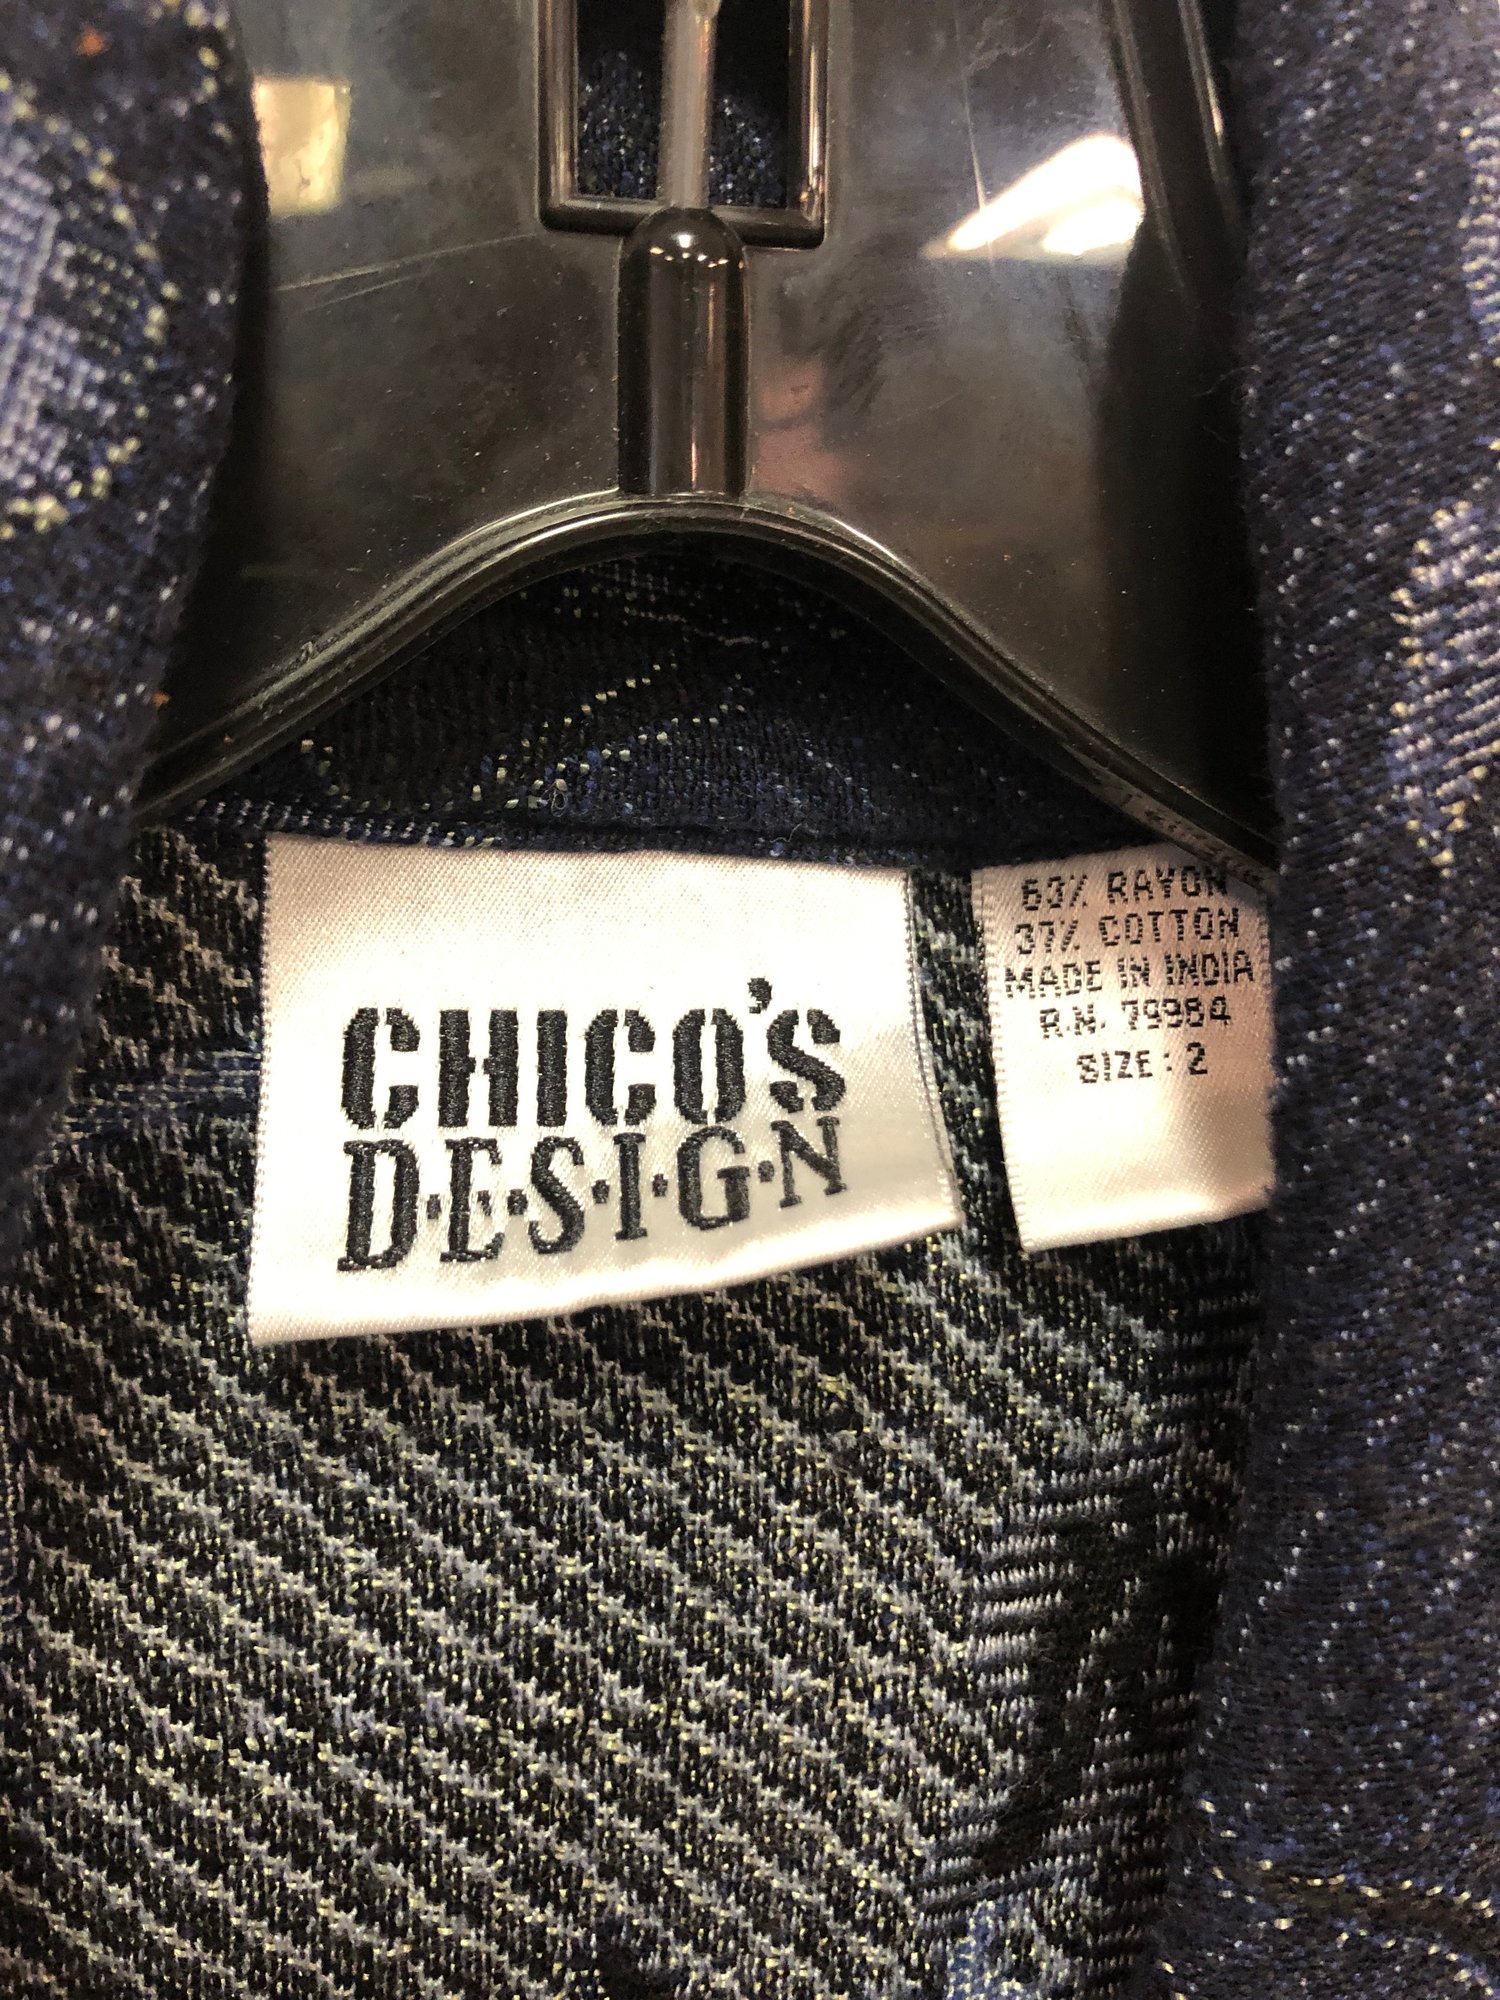 CHICO'S
D·E·S·I·G·N
63% RAYON
37% COTTON
MADE IN INDIA
R.N. 79984
SIZE: 2